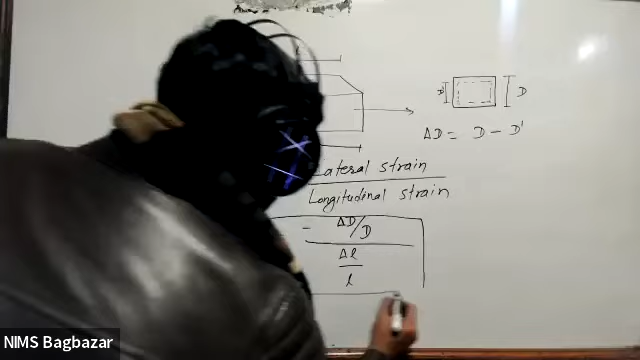 D' D
ΔD = D - D'
Lateral strain
Longitudinal strain
- ΔD/D
Δl
l
NIMS Bagbazar